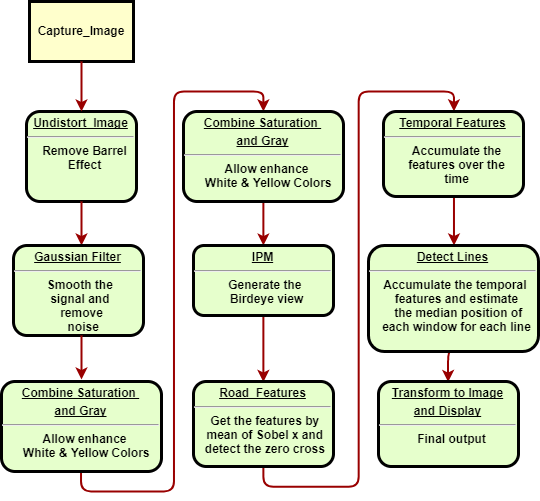 Capture_Image
Undistort_Image
Remove Barrel
Effect
Gaussian Filter
Smooth the
signal and
remove
noise
Combine Saturation
and Gray
Allow enhance
White & Yellow Colors
Combine Saturation
and Gray
Allow enhance
White & Yellow Colors
IPM
Generate the
Birdeye view
Road_Features
Get the features by
mean of Sobel x and
detect the zero cross
Temporal Features
Accumulate the
features over the
time
Detect Lines
Accumulate the temporal
features and estimate
the median position of
each window for each line
Transform to Image
and Display
Final output